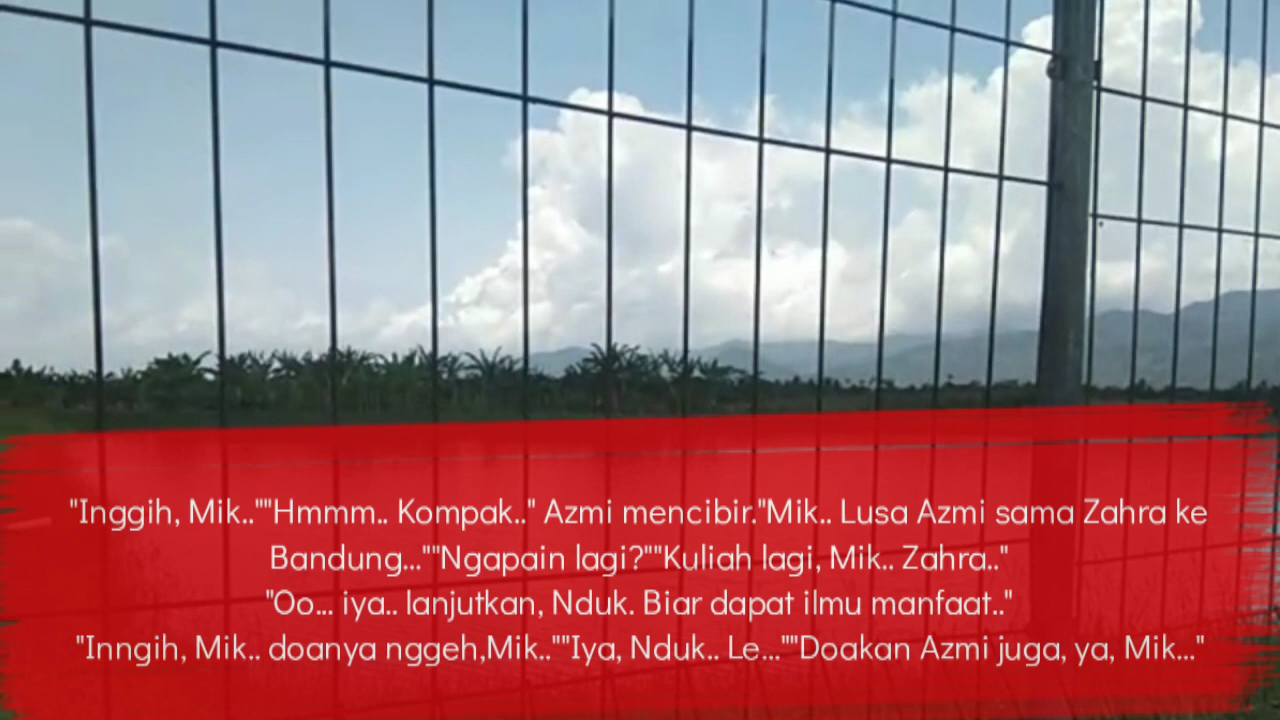 "Inggih, Mik..""Hmmm.. Kompak.." Azmi mencibir."Mik.. Lusa Azmi sama Zahra ke
Bandung...""Ngapain lagi?""Kuliah lagi, Mik.. Zahra.."
"Oo... iya.. lanjutkan, Nduk. Biar dapat ilmu manfaat.."
"Inngih, Mik.. doanya nggeh,Mik..""Iya, Nduk.. Le...""Doakan Azmi juga, ya, Mik..."